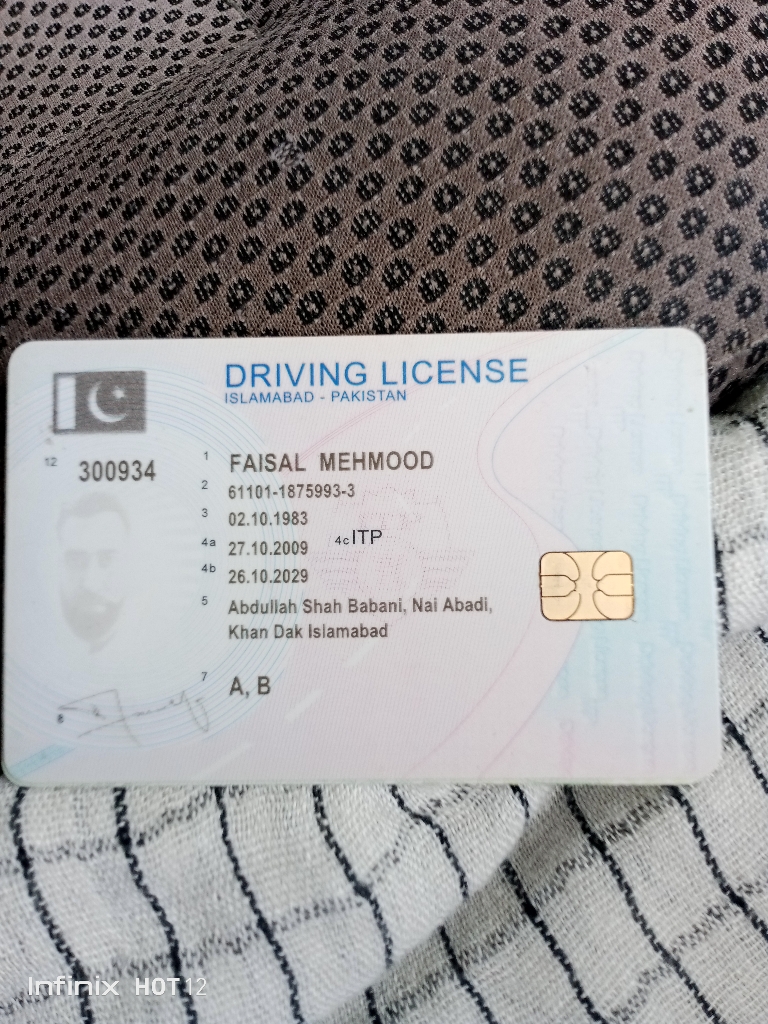 DRIVING LICENSE
ISLAMABAD - PAKISTAN
12 300934
1 FAISAL MEHMOOD
2 61101-1875993-3
3 02.10.1983
4a 27.10.2009 4c ITP
4b 26.10.2029
5 Abdullah Shah Babani, Nai Abadi,
Khan Dak Islamabad
7 A, B
8
Infinix HOT 12